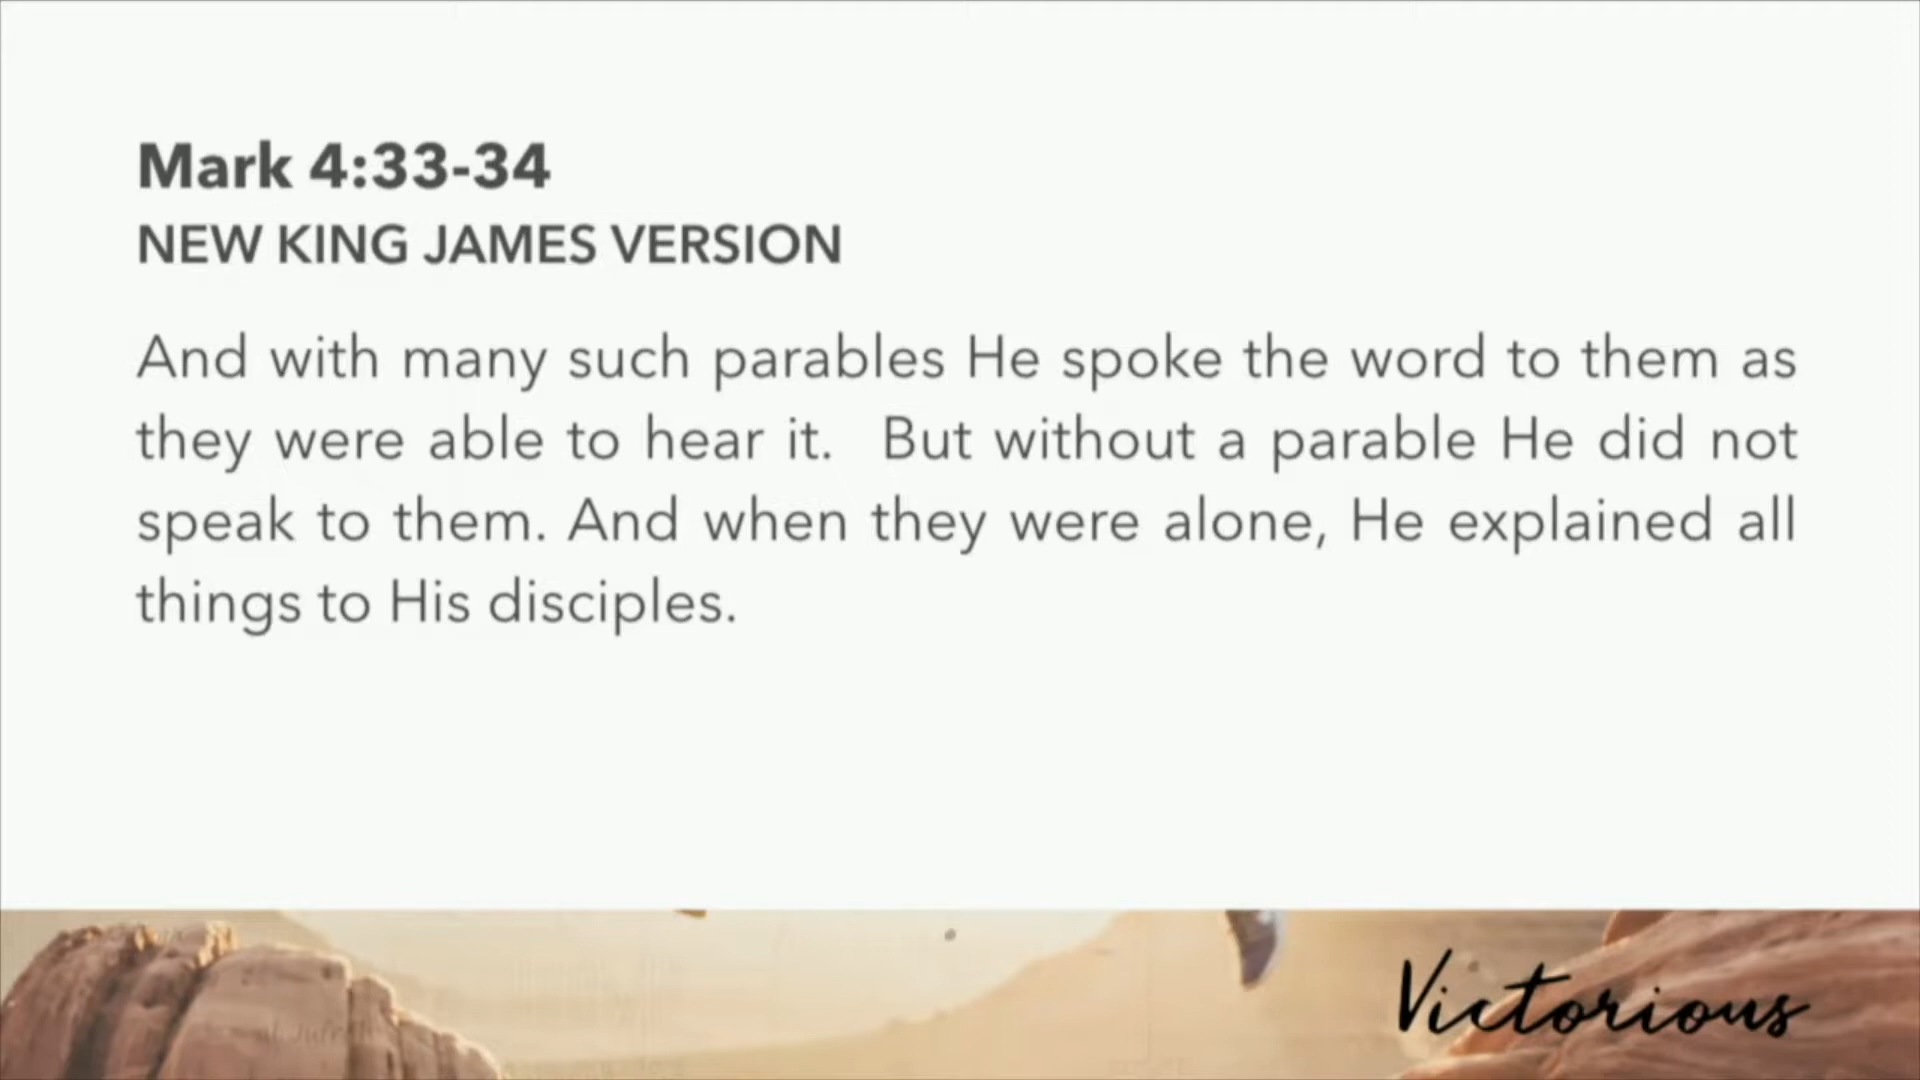 Mark 4:33-34
NEW KING JAMES VERSION
And with many such parables He spoke the word to them as
they were able to hear it.  But without a parable He did not
speak to them. And when they were alone, He explained all
things to His disciples.
Victorious